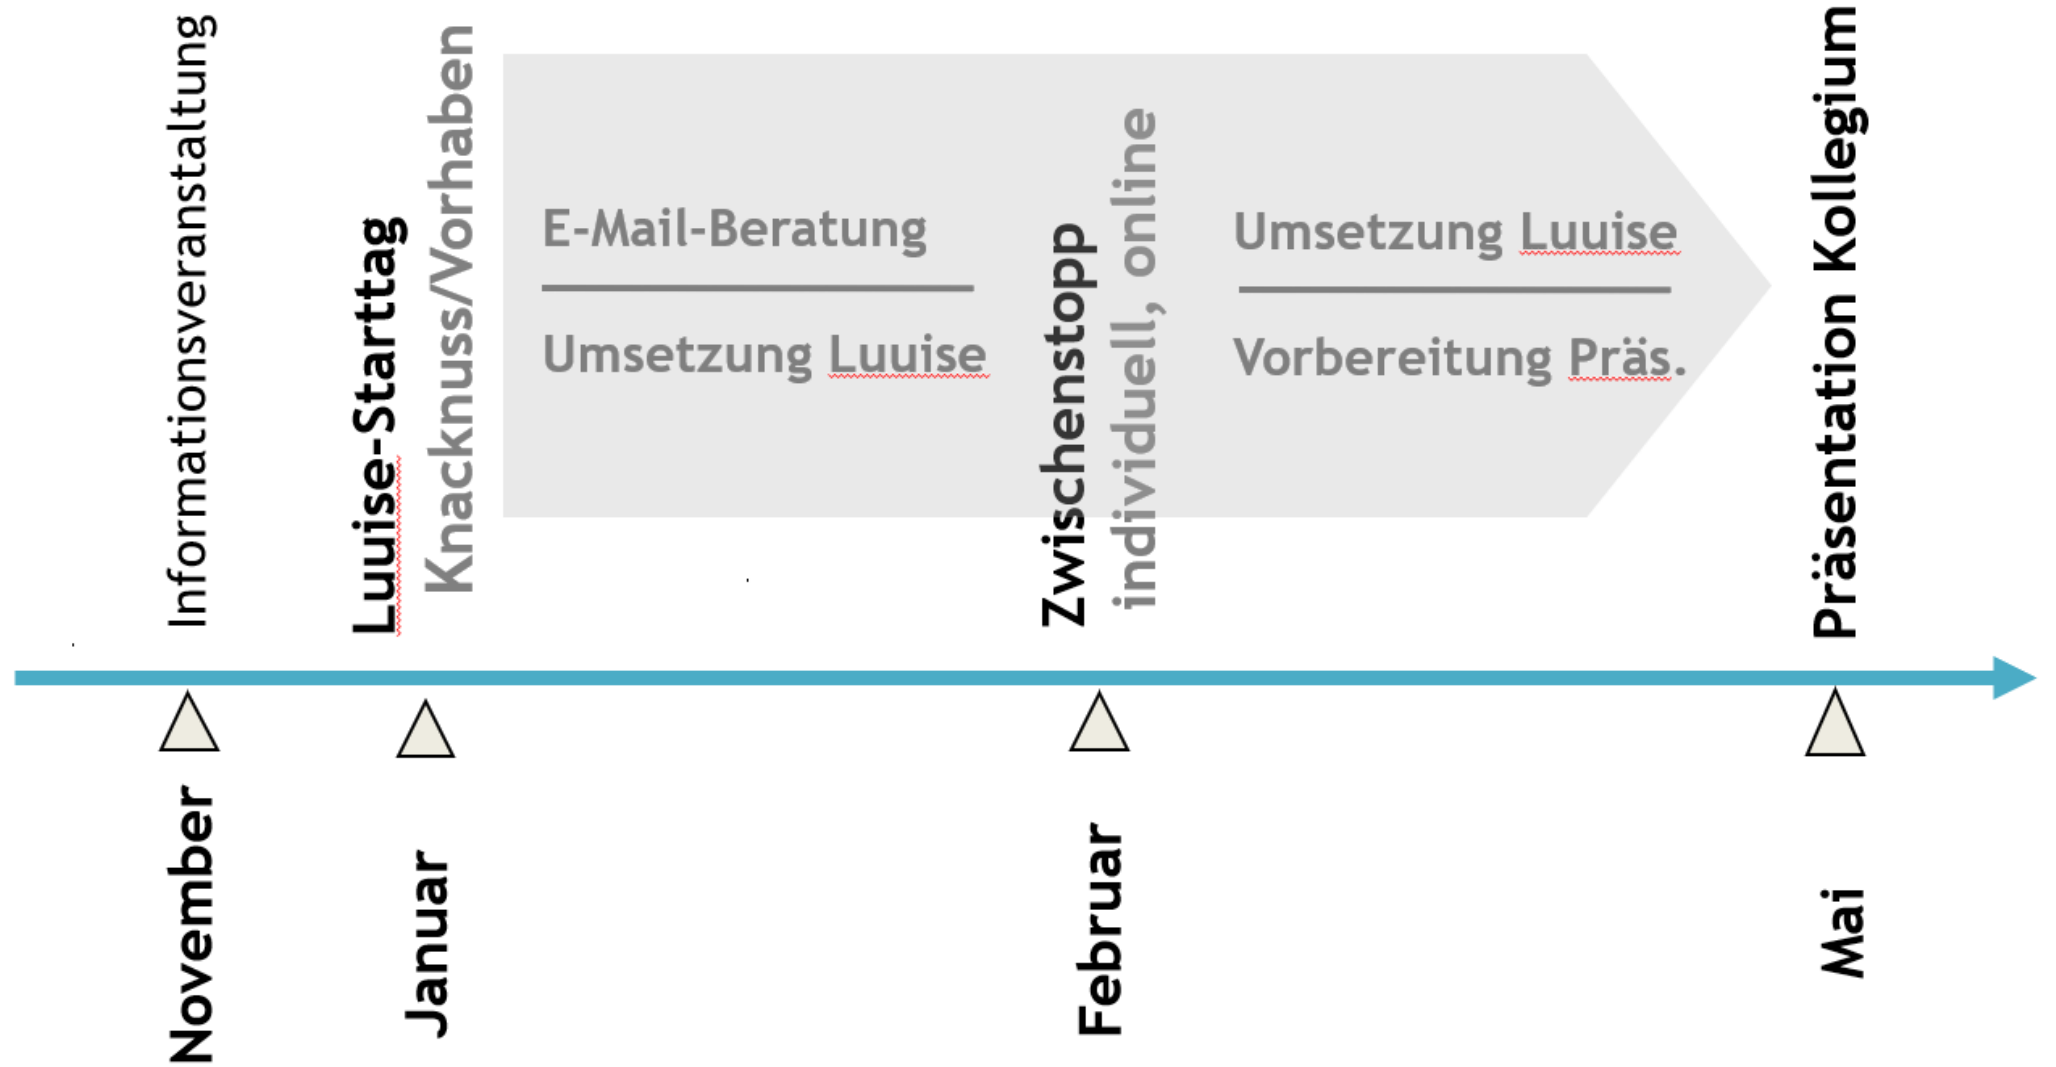 Informationsveranstaltung
Luuise-Starttag
Knacknuss/Vorhaben
E-Mail-Beratung
Umsetzung Luuise
Zwischenstopp
individuell, online
Umsetzung Luuise
Vorbereitung Präs.
Präsentation Kollegium
November
Januar
Februar
Mai